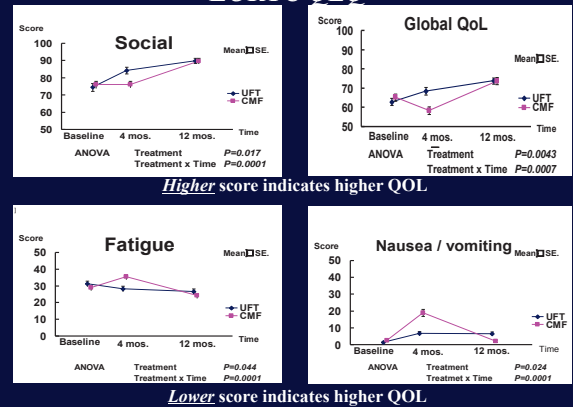 Score
Social
Mean SE.
100
90
80
70
60
50
UFT
CMF
Baseline 4 mos. 12 mos. Time
ANOVA Treatment P=0.017
Treatment x Time P=0.0001
Score
Global QoL
Mean SE.
100
90
80
70
60
50
UFT
CMF
Baseline 4 mos. 12 mos. Time
ANOVA Treatment P=0.0043
Treatment x Time P=0.0007
Higher score indicates higher QOL
Score
Fatigue
Mean SE.
50
40
30
20
10
0
UFT
CMF
Baseline 4 mos. 12 mos. Time
ANOVA Treatment P=0.044
Treatmnt x Time P=0.0001
Score
Nausea / vomiting
Mean SE.
50
40
30
20
10
0
UFT
CMF
Baseline 4 mos. 12 mos. Time
ANOVA Treatment P=0.024
Treatmet x Time P=0.0001
Lower score indicates higher QOL